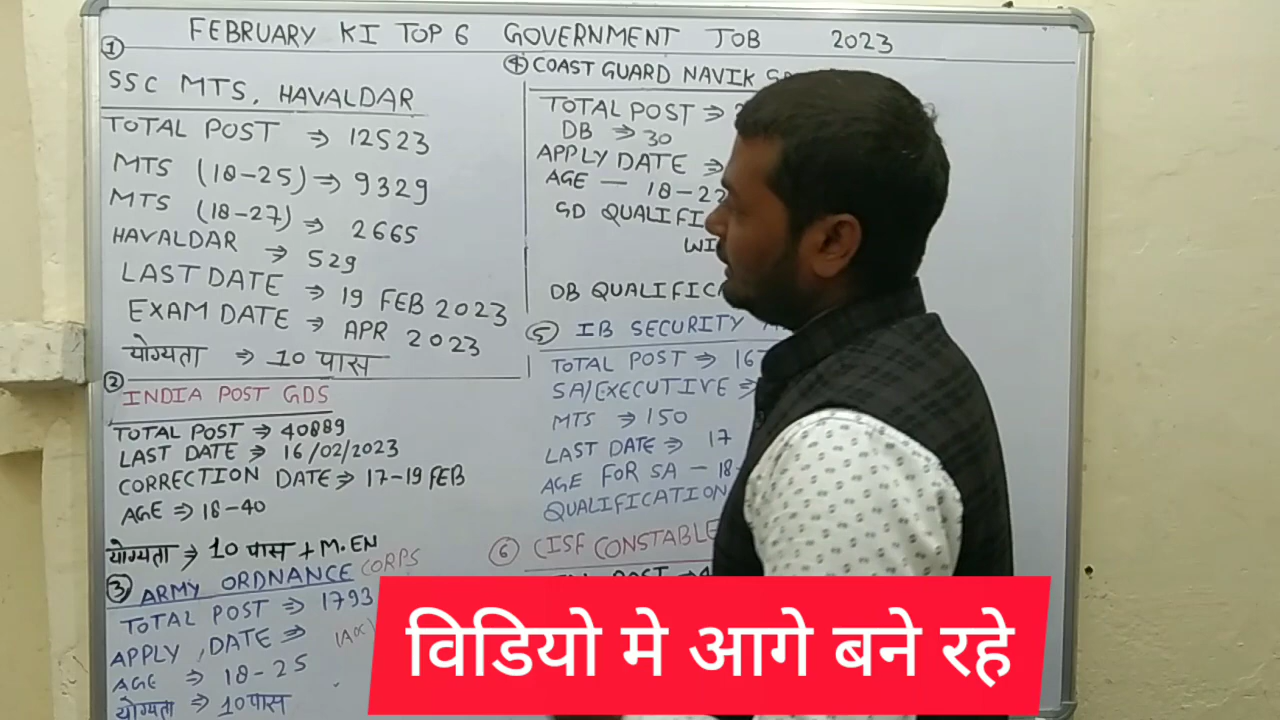 FEBRUARY KI TOP 6 GOVERNMENT JOB 2023
① SSC MTS, HAVALDAR
TOTAL POST ⇒ 12523
MTS (18-25) ⇒ 9329
MTS (18-27) ⇒ 2665
HAVALDAR ⇒ 529
LAST DATE ⇒ 19 FEB 2023
EXAM DATE ⇒ APR 2023
योग्यता ⇒ 10 पास
② INDIA POST GDS
TOTAL POST ⇒ 40889
LAST DATE ⇒ 16/02/2023
CORRECTION DATE ⇒ 17-19 FEB
AGE ⇒ 18-40
योग्यता ⇒ 10 पास + M.EN
③ ARMY ORDNANCE CORPS
TOTAL POST ⇒ 1793
APPLY DATE ⇒
AGE ⇒ 18-25
योग्यता ⇒ 10 पास
④ COAST GUARD NAVIK
TOTAL POST ⇒
DB ⇒ 30
APPLY DATE ⇒
AGE — 18-22
GD
DB
⑤ IB SECURITY
TOTAL POST ⇒ 16
SA/EXECUTIVE ⇒
MTS ⇒ 150
LAST DATE ⇒ 17
AGE FOR SA - 18-
QUALIFICATION
⑥ CISF CONSTABLE
विडियो मे आगे बने रहे